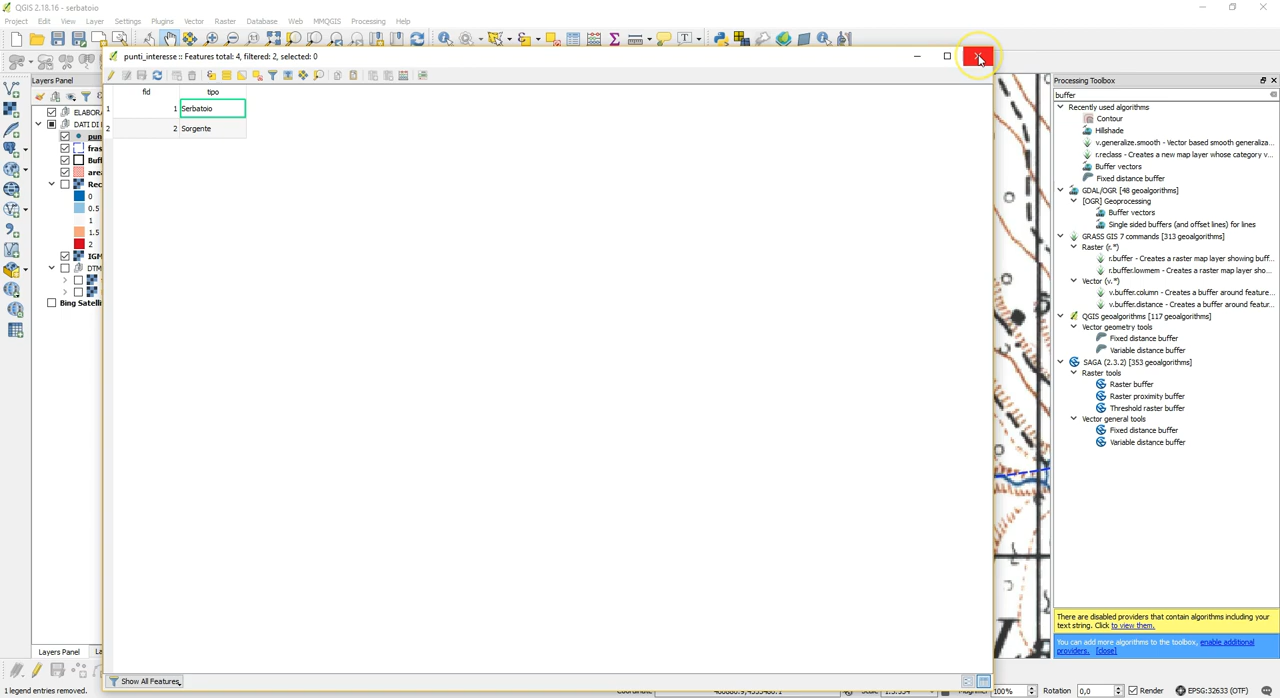 QGIS 2.18.16 - serbatoio
Project Edit View Layer Settings Plugins Vector Raster Database Web MMQGIS Processing Help
punti_interesse :: Features total: 4, filtered: 2, selected: 0
fid tipo
1 1 Serbatoio
2 2 Sorgente
Show All Features
Layers Panel
ELABOR
DATI DI
pun
fras
Buff
area
Rec
0
0.5
1
1.5
2
IGM
DTM
Bing Satelli
Layers Panel La
1 legend entries removed.
Processing Toolbox
buffer
Recently used algorithms
Contour
Hillshade
v.generalize.smooth - Vector based smooth generaliza...
r.reclass - Creates a new map layer whose category v...
Buffer vectors
Fixed distance buffer
GDAL/OGR [48 geoalgorithms]
[OGR] Geoprocessing
Buffer vectors
Single sided buffers (and offset lines) for lines
GRASS GIS 7 commands [313 geoalgorithms]
Raster (r.*)
r.buffer - Creates a raster map layer showing buff...
r.buffer.lowmem - Creates a raster map layer sho...
Vector (v.*)
v.buffer.column - Creates a buffer around feature...
v.buffer.distance - Creates a buffer around featur...
QGIS geoalgorithms [117 geoalgorithms]
Vector geometry tools
Fixed distance buffer
Variable distance buffer
SAGA (2.3.2) [353 geoalgorithms]
Raster tools
Raster buffer
Raster proximity buffer
Threshold raster buffer
Vector general tools
Fixed distance buffer
Variable distance buffer
There are disabled providers that contain algorithms including your
text string. Click to view them.
You can add more algorithms to the toolbox, enable additional
providers. [close]
100% Rotation 0,0 Render EPSG:32633 (OTF)